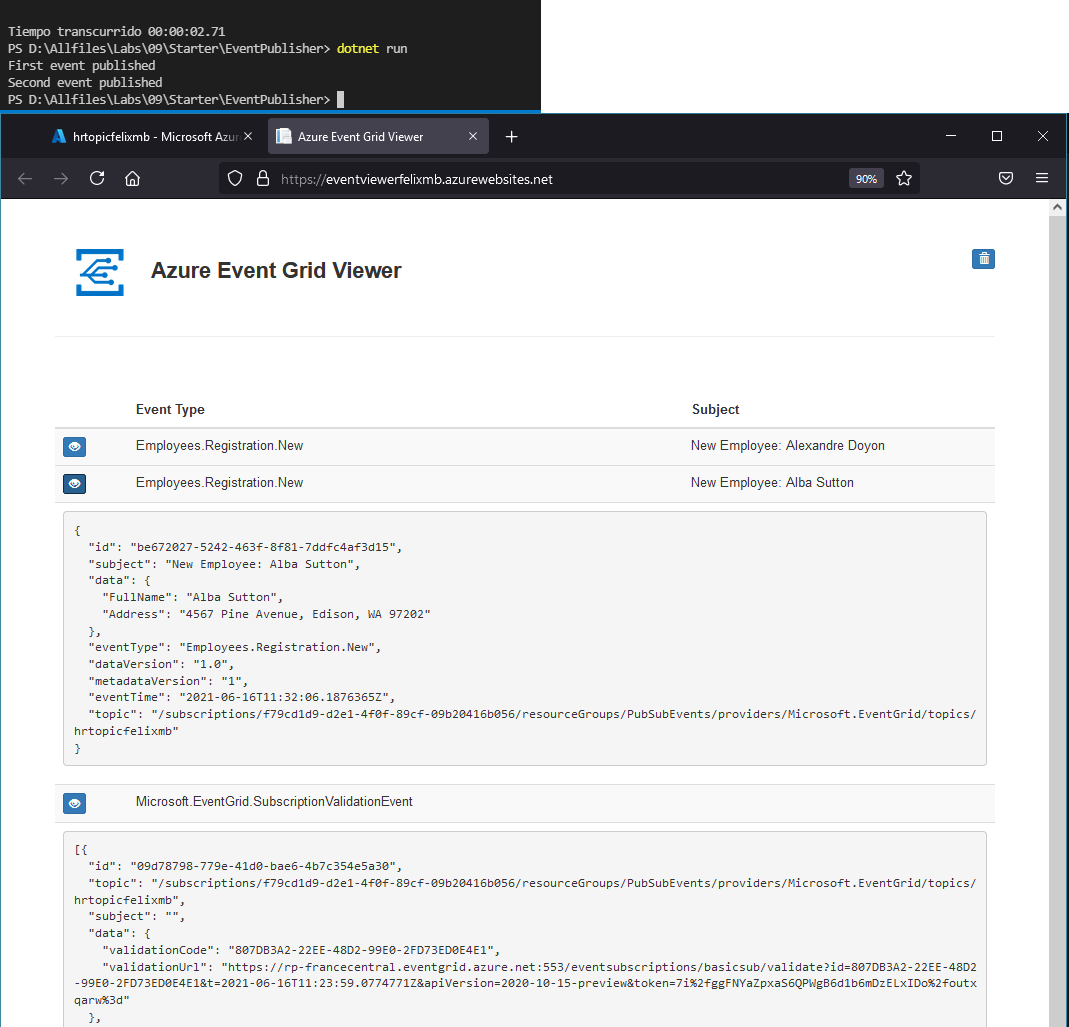 Tiempo transcurrido 00:00:02.71
PS D:\Allfiles\Labs\09\Starter\EventPublisher> dotnet run
First event published
Second event published
PS D:\Allfiles\Labs\09\Starter\EventPublisher>
hrtopicfelixmb - Microsoft Azur
Azure Event Grid Viewer
https://eventviewerfelixmb.azurewebsites.net
90%
Azure Event Grid Viewer
Event Type Subject
Employees.Registration.New New Employee: Alexandre Doyon
Employees.Registration.New New Employee: Alba Sutton
{
"id": "be672027-5242-463f-8f81-7ddfc4af3d15",
"subject": "New Employee: Alba Sutton",
"data": {
"FullName": "Alba Sutton",
"Address": "4567 Pine Avenue, Edison, WA 97202"
},
"eventType": "Employees.Registration.New",
"dataVersion": "1.0",
"metadataVersion": "1",
"eventTime": "2021-06-16T11:32:06.1876365Z",
"topic": "/subscriptions/f79cd1d9-d2e1-4f0f-89cf-09b20416b056/resourceGroups/PubSubEvents/providers/Microsoft.EventGrid/topics/
hrtopicfelixmb"
}
Microsoft.EventGrid.SubscriptionValidationEvent
[{
"id": "09d78798-779e-41d0-bae6-4b7c354e5a30",
"topic": "/subscriptions/f79cd1d9-d2e1-4f0f-89cf-09b20416b056/resourceGroups/PubSubEvents/providers/Microsoft.EventGrid/topics/
hrtopicfelixmb",
"subject": "",
"data": {
"validationCode": "807DB3A2-22EE-48D2-99E0-2FD73ED0E4E1",
"validationUrl": "https://rp-francecentral.eventgrid.azure.net:553/eventsubscriptions/basicsub/validate?id=807DB3A2-22EE-48D2
-99E0-2FD73ED0E4E1&t=2021-06-16T11:23:59.0774771Z&apiVersion=2020-10-15-preview&token=7i%2fggFNYaZpxaS6QPWgB6d1b6mDzELxIDo%2foutx
qarw%3d"
},